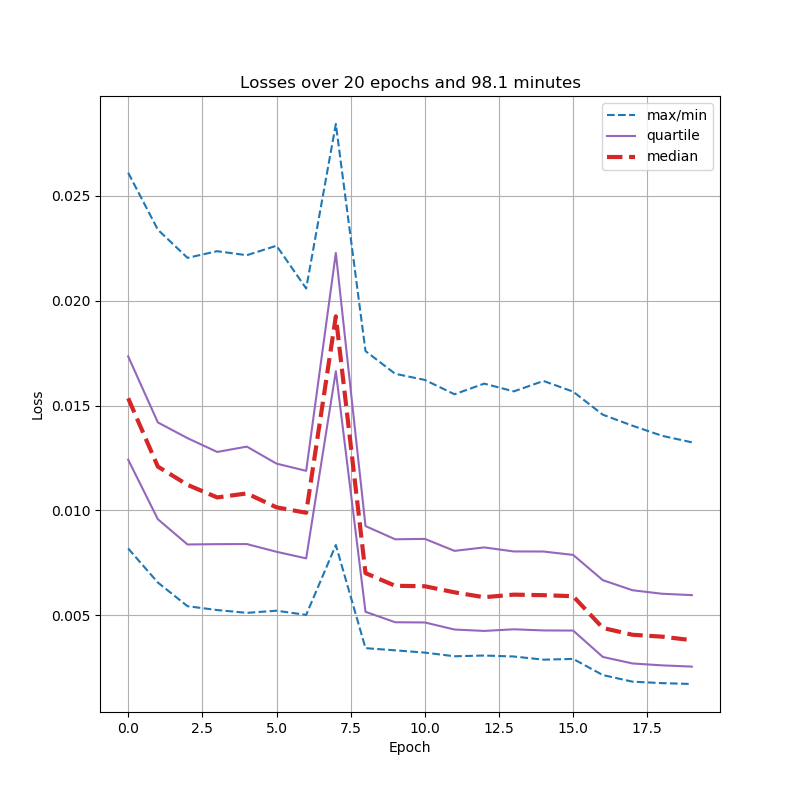 Losses over 20 epochs and 98.1 minutes
max/min
quartile
median
0.025
0.020
0.015
0.010
0.005
Loss
0.0 2.5 5.0 7.5 10.0 12.5 15.0 17.5
Epoch